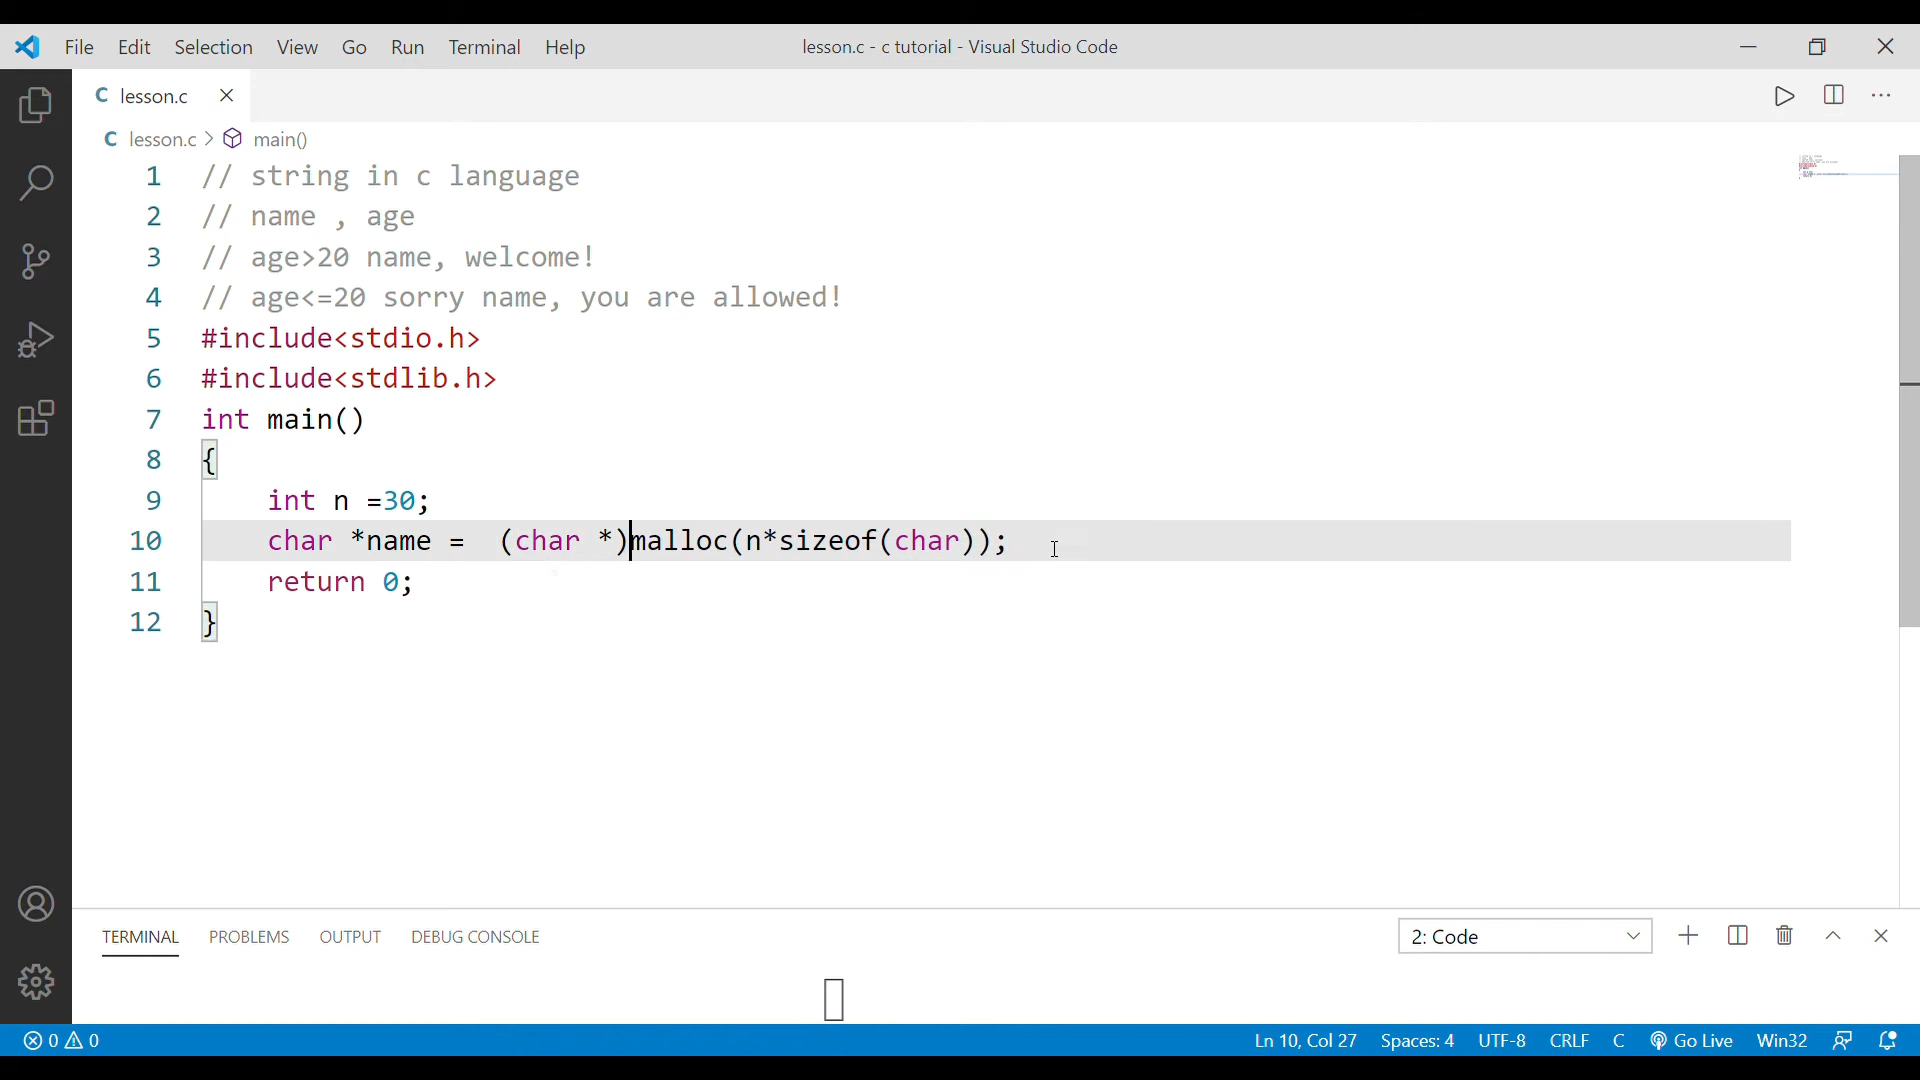 File Edit Selection View Go Run Terminal Help lesson.c - c tutorial - Visual Studio Code
C lesson.c
C lesson.c > main()
1 // string in c language
2 // name , age
3 // age>20 name, welcome!
4 // age<=20 sorry name, you are allowed!
5 #include<stdio.h>
6 #include<stdlib.h>
7 int main()
8 {
9     int n =30;
10     char *name =  (char *)malloc(n*sizeof(char));
11     return 0;
12 }
TERMINAL PROBLEMS OUTPUT DEBUG CONSOLE 2: Code
0 0 Ln 10, Col 27 Spaces: 4 UTF-8 CRLF C Go Live Win32